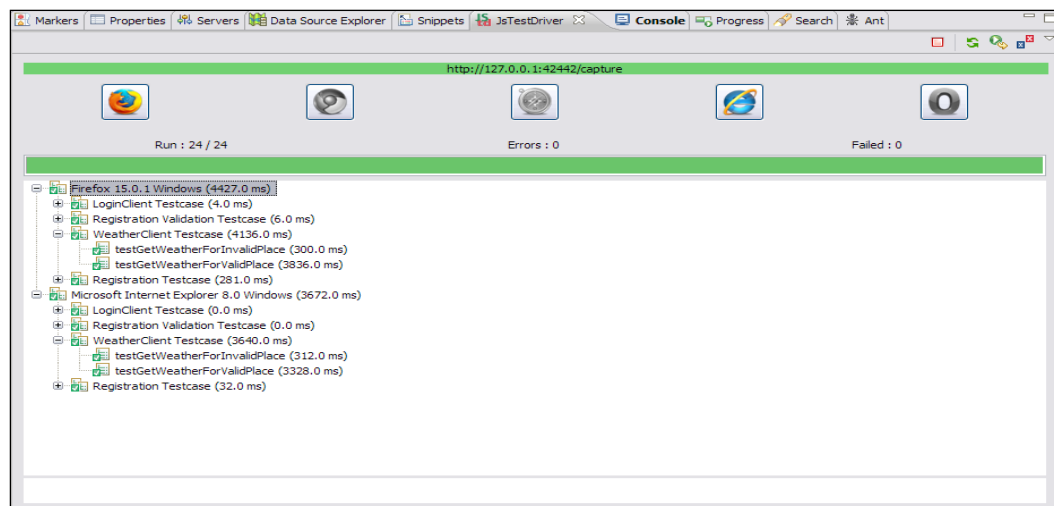 Markers Properties Servers Data Source Explorer Snippets JsTestDriver Console Progress Search Ant
http://127.0.0.1:42442/capture
Run : 24 / 24 Errors : 0 Failed : 0
Firefox 15.0.1 Windows (4427.0 ms)
LoginClient Testcase (4.0 ms)
Registration Validation Testcase (6.0 ms)
WeatherClient Testcase (4136.0 ms)
testGetWeatherForInvalidPlace (300.0 ms)
testGetWeatherForValidPlace (3836.0 ms)
Registration Testcase (281.0 ms)
Microsoft Internet Explorer 8.0 Windows (3672.0 ms)
LoginClient Testcase (0.0 ms)
Registration Validation Testcase (0.0 ms)
WeatherClient Testcase (3640.0 ms)
testGetWeatherForInvalidPlace (312.0 ms)
testGetWeatherForValidPlace (3328.0 ms)
Registration Testcase (32.0 ms)